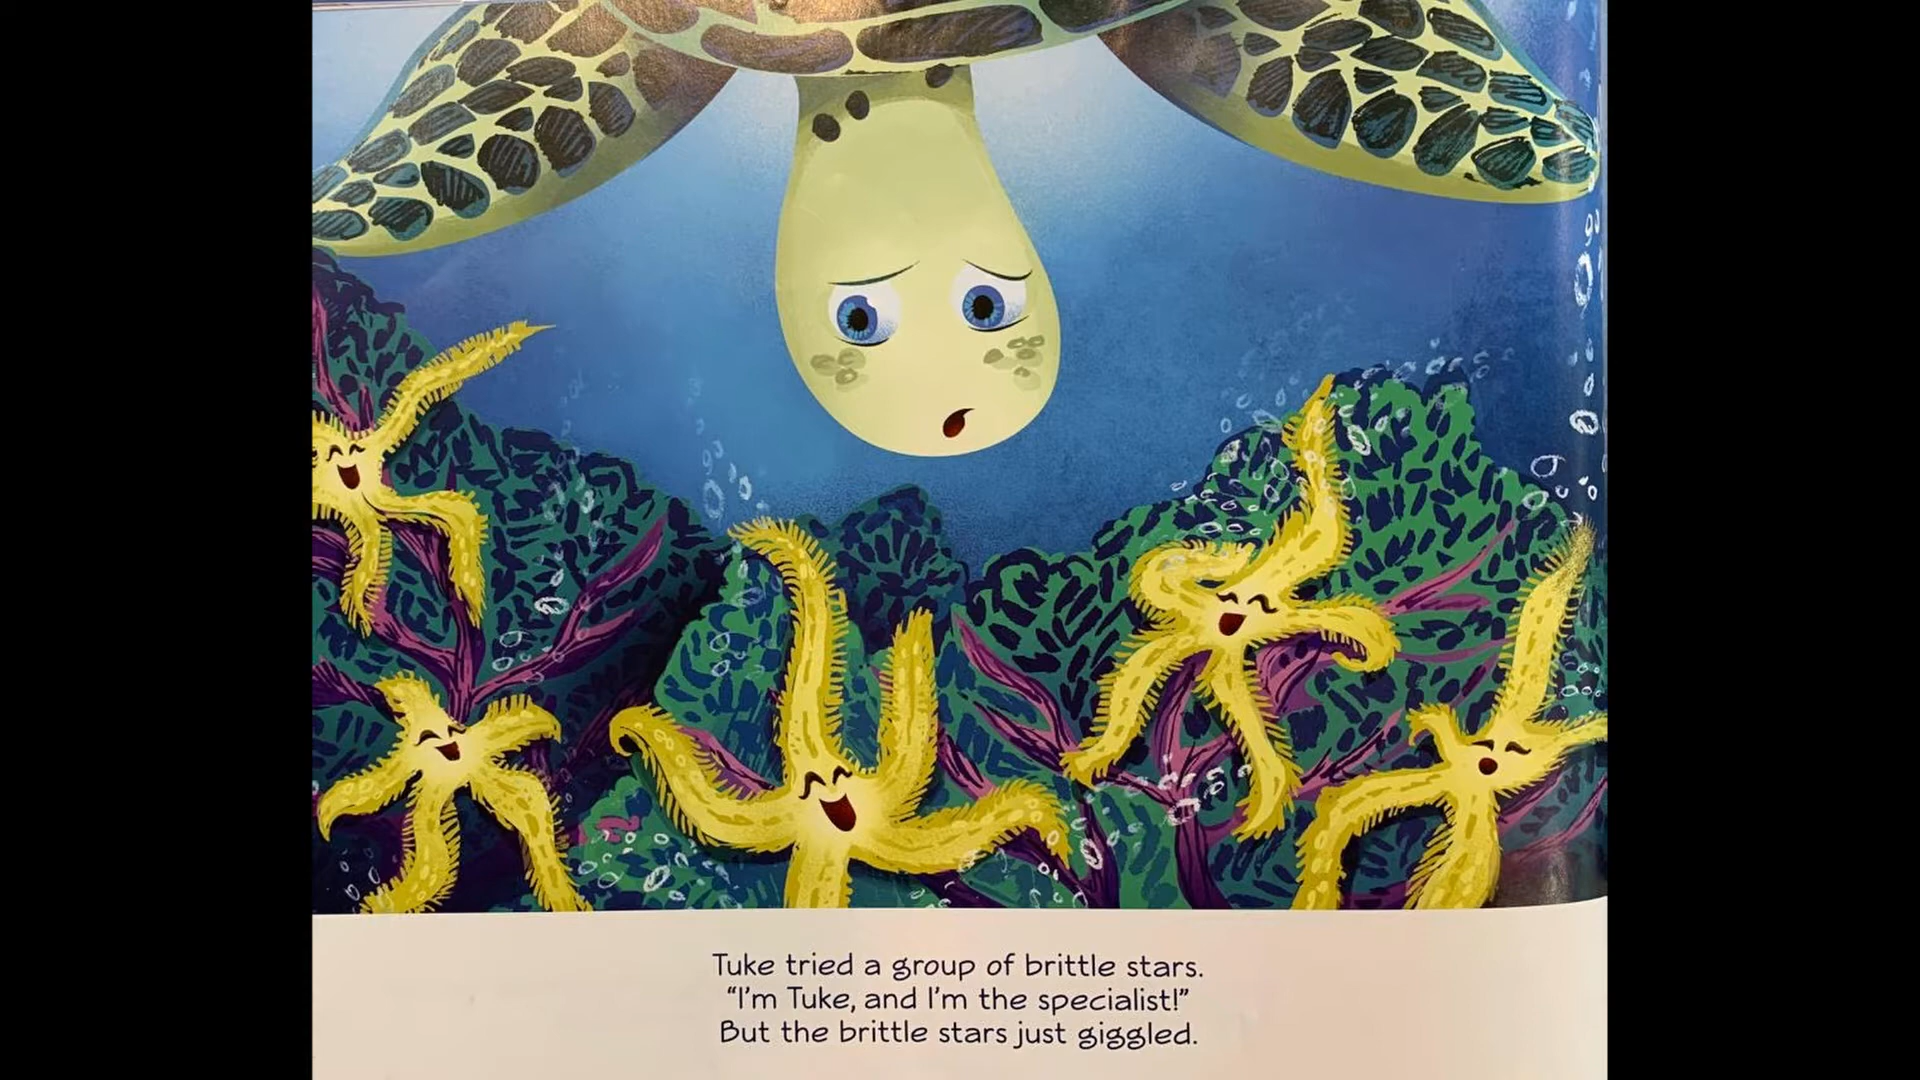 Tuke tried a group of brittle stars.
“I’m Tuke, and I’m the specialist!”
But the brittle stars just giggled.